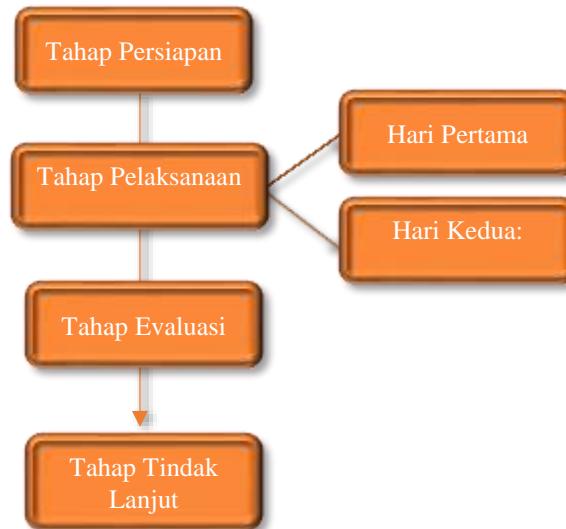 Tahap Persiapan
Tahap Pelaksanaan
Hari Pertama
Hari Kedua:
Tahap Evaluasi
Tahap Tindak
Lanjut